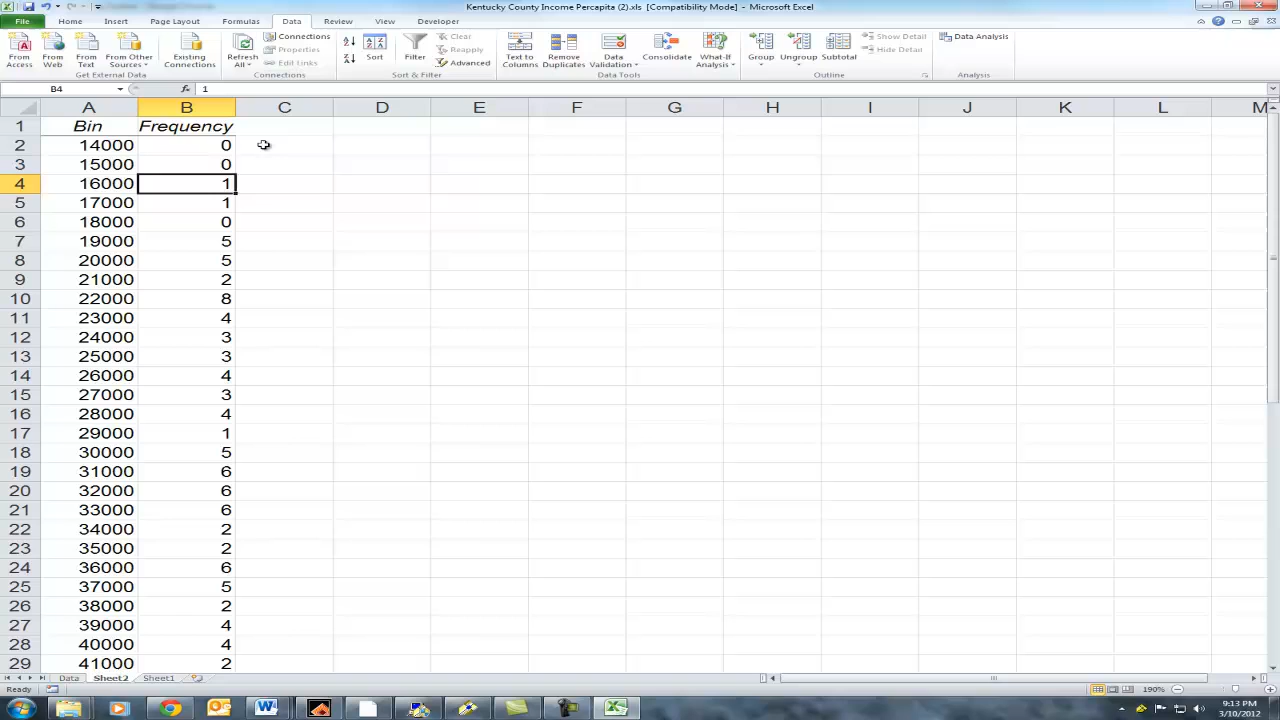 Kentucky County Income Percapita (2).xls [Compatibility Mode] - Microsoft Excel
File Home Insert Page Layout Formulas Data Review View Developer
From Access
From Web
From Text
From Other Sources
Existing Connections
Get External Data
Refresh All
Connections
Properties
Edit Links
Connections
Sort
Filter
Clear
Reapply
Advanced
Sort & Filter
Text to Columns
Remove Duplicates
Data Validation
Consolidate
What-If Analysis
Data Tools
Group
Ungroup
Subtotal
Show Detail
Hide Detail
Outline
Data Analysis
Analysis
B4 fx 1
A B C D E F G H I J K L M
1 Bin Frequency
2 14000 0
3 15000 0
4 16000 1
5 17000 1
6 18000 0
7 19000 5
8 20000 5
9 21000 2
10 22000 8
11 23000 4
12 24000 3
13 25000 3
14 26000 4
15 27000 3
16 28000 4
17 29000 1
18 30000 5
19 31000 6
20 32000 6
21 33000 6
22 34000 2
23 35000 2
24 36000 6
25 37000 5
26 38000 2
27 39000 4
28 40000 4
29 41000 2
Data Sheet2 Sheet1
Ready 190%
9:13 PM
3/10/2012